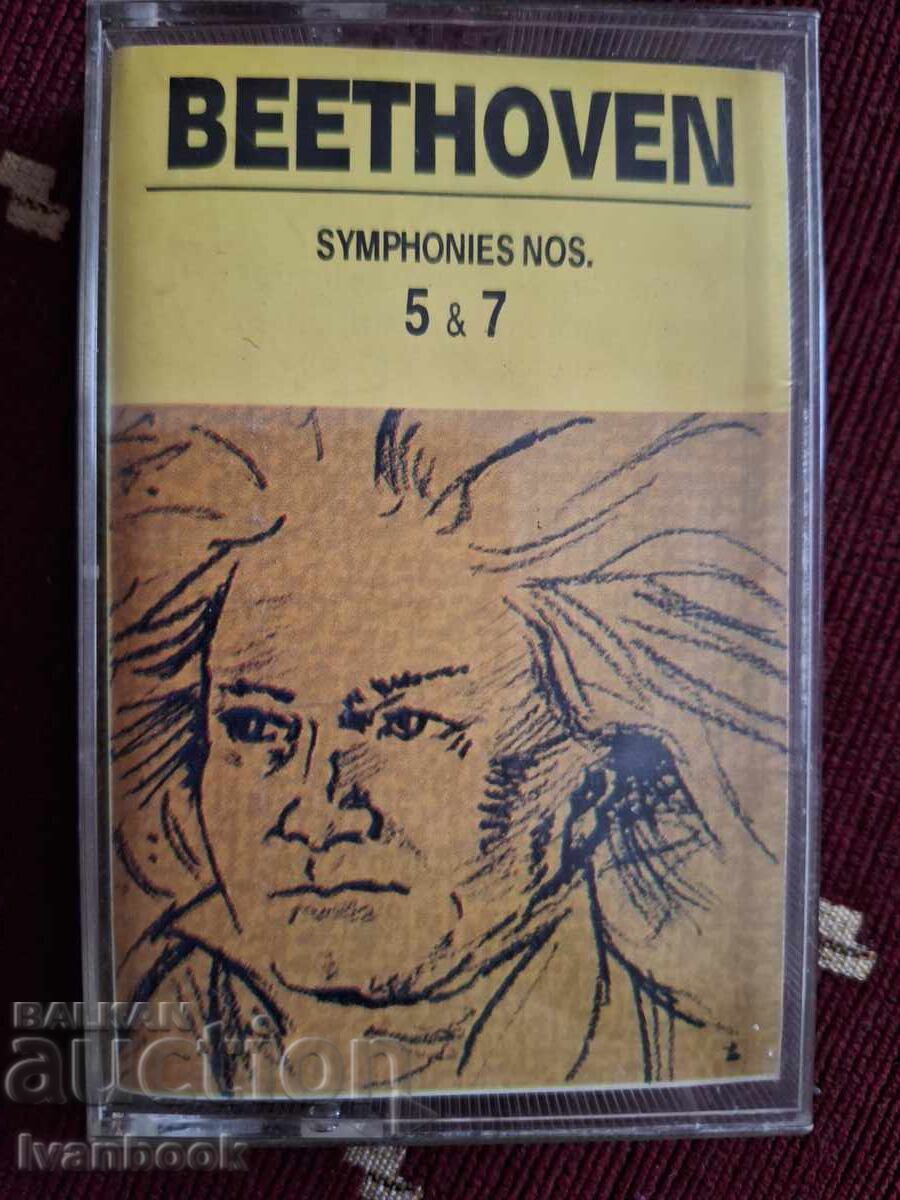 BEETHOVEN
SYMPHONIES NOS.
5 & 7
BALKAN
auction
Ivanbook